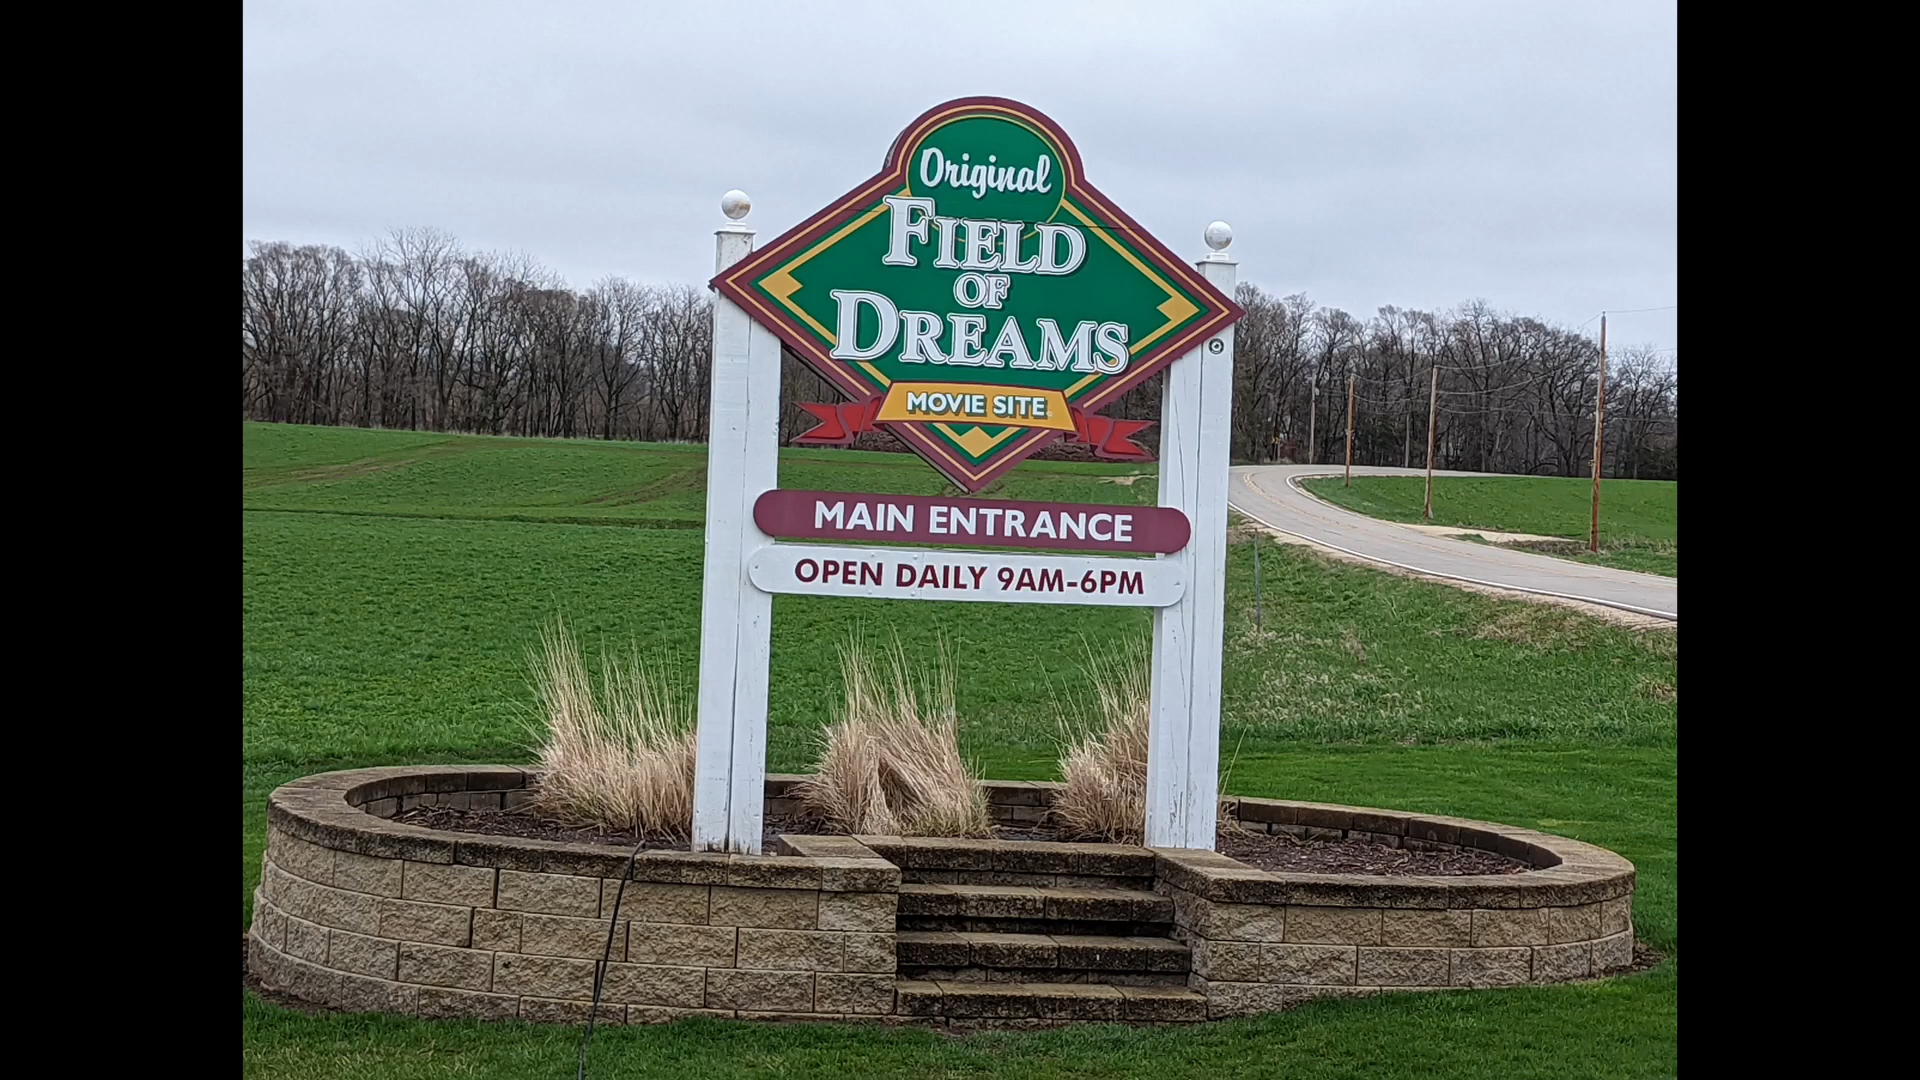 Original
FIELD
OF
DREAMS
MOVIE SITE
MAIN ENTRANCE
OPEN DAILY 9AM-6PM